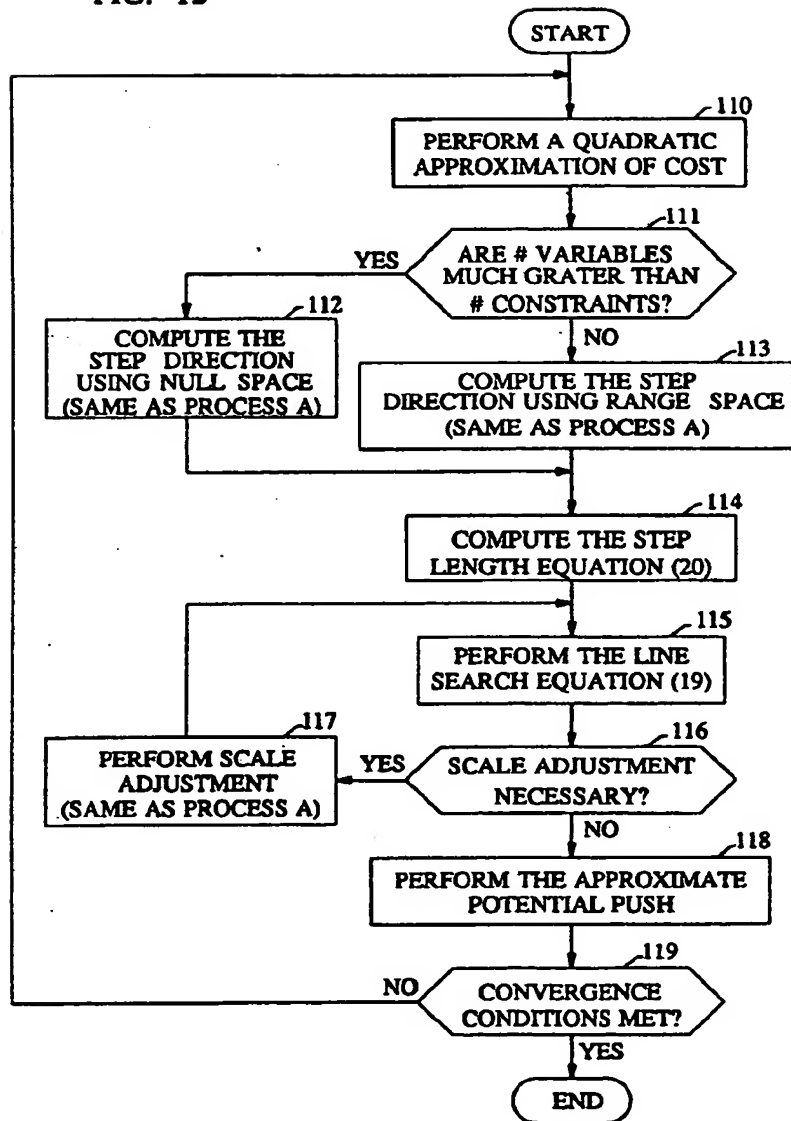 START
110
PERFORM A QUADRATIC
APPROXIMATION OF COST
111
ARE # VARIABLES
MUCH GRATER THAN
# CONSTRAINTS?
YES
NO
112
COMPUTE THE
STEP DIRECTION
USING NULL SPACE
(SAME AS PROCESS A)
113
COMPUTE THE STEP
DIRECTION USING RANGE SPACE
(SAME AS PROCESS A)
114
COMPUTE THE STEP
LENGTH EQUATION (20)
115
PERFORM THE LINE
SEARCH EQUATION (19)
116
SCALE ADJUSTMENT
NECESSARY?
YES
NO
117
PERFORM SCALE
ADJUSTMENT
(SAME AS PROCESS A)
118
PERFORM THE APPROXIMATE
POTENTIAL PUSH
119
CONVERGENCE
CONDITIONS MET?
NO
YES
END